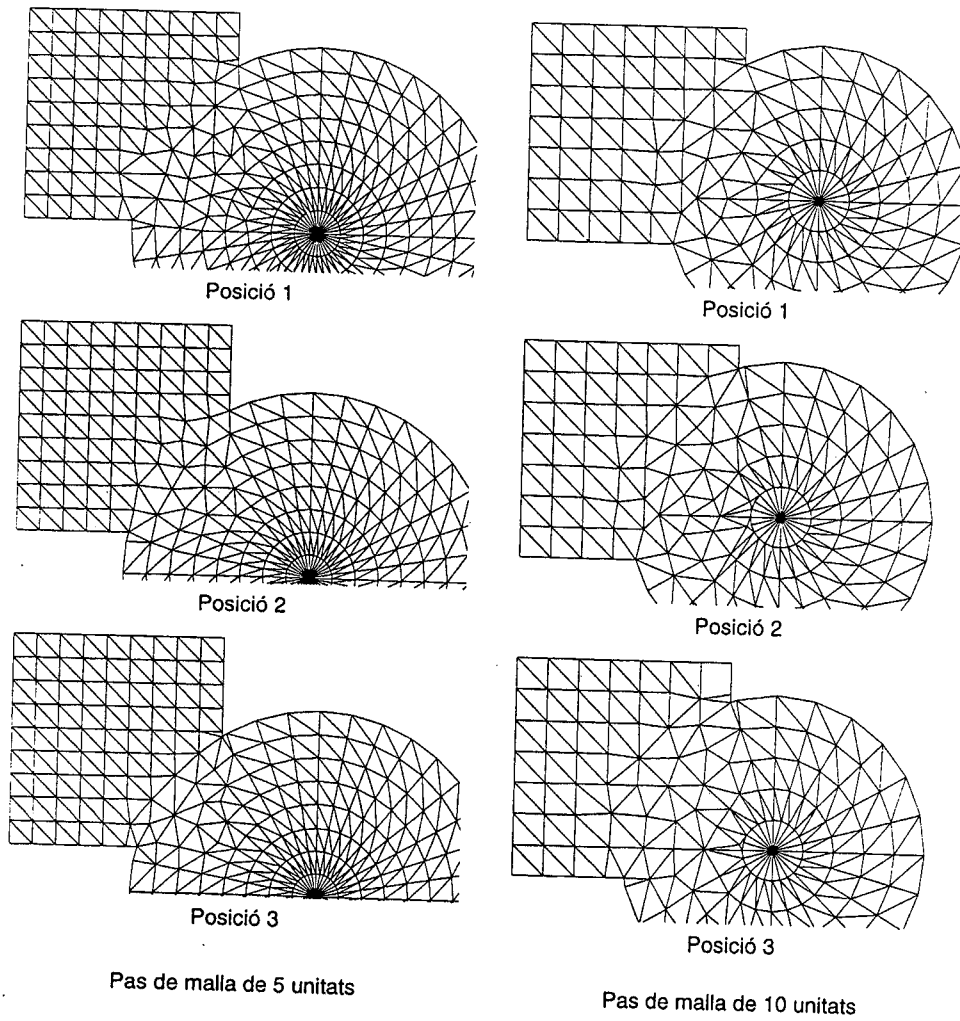 Posició 1
Posició 1
Posició 2
Posició 2
Posició 3
Posició 3
Pas de malla de 5 unitats
Pas de malla de 10 unitats